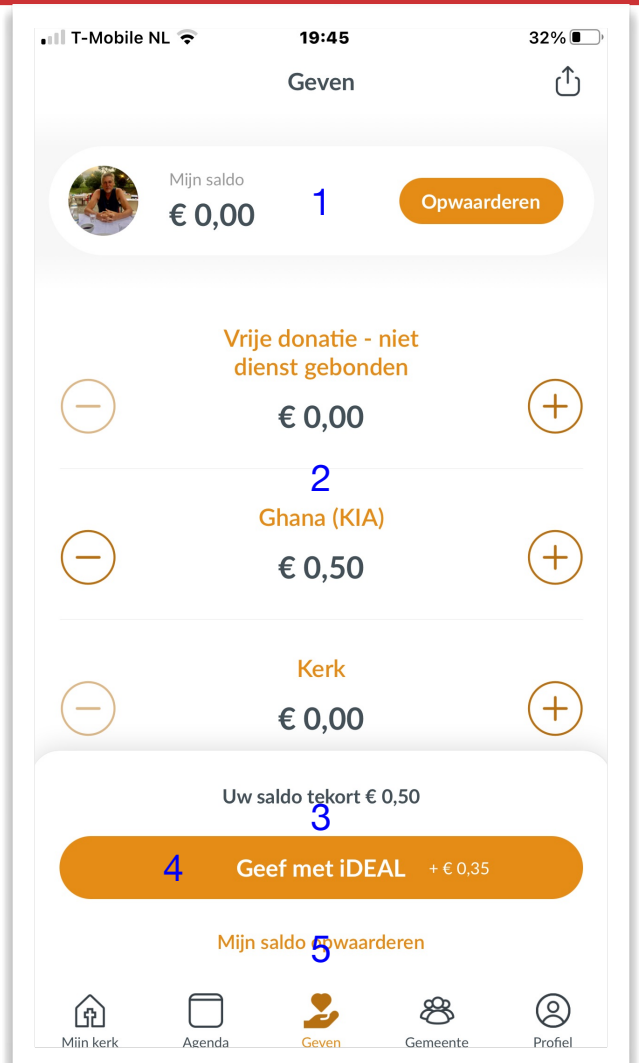 T-Mobile NL 19:45 32%
Geven
Mijn saldo
€ 0,00 1 Opwaarderen
Vrije donatie - niet
dienst gebonden
€ 0,00
2
Ghana (KIA)
€ 0,50
Kerk
€ 0,00
Uw saldo tekort € 0,50
3
4 Geef met iDEAL + € 0,35
Mijn saldo opwaarderen
5
Mijn kerk Agenda Geven Gemeente Profiel